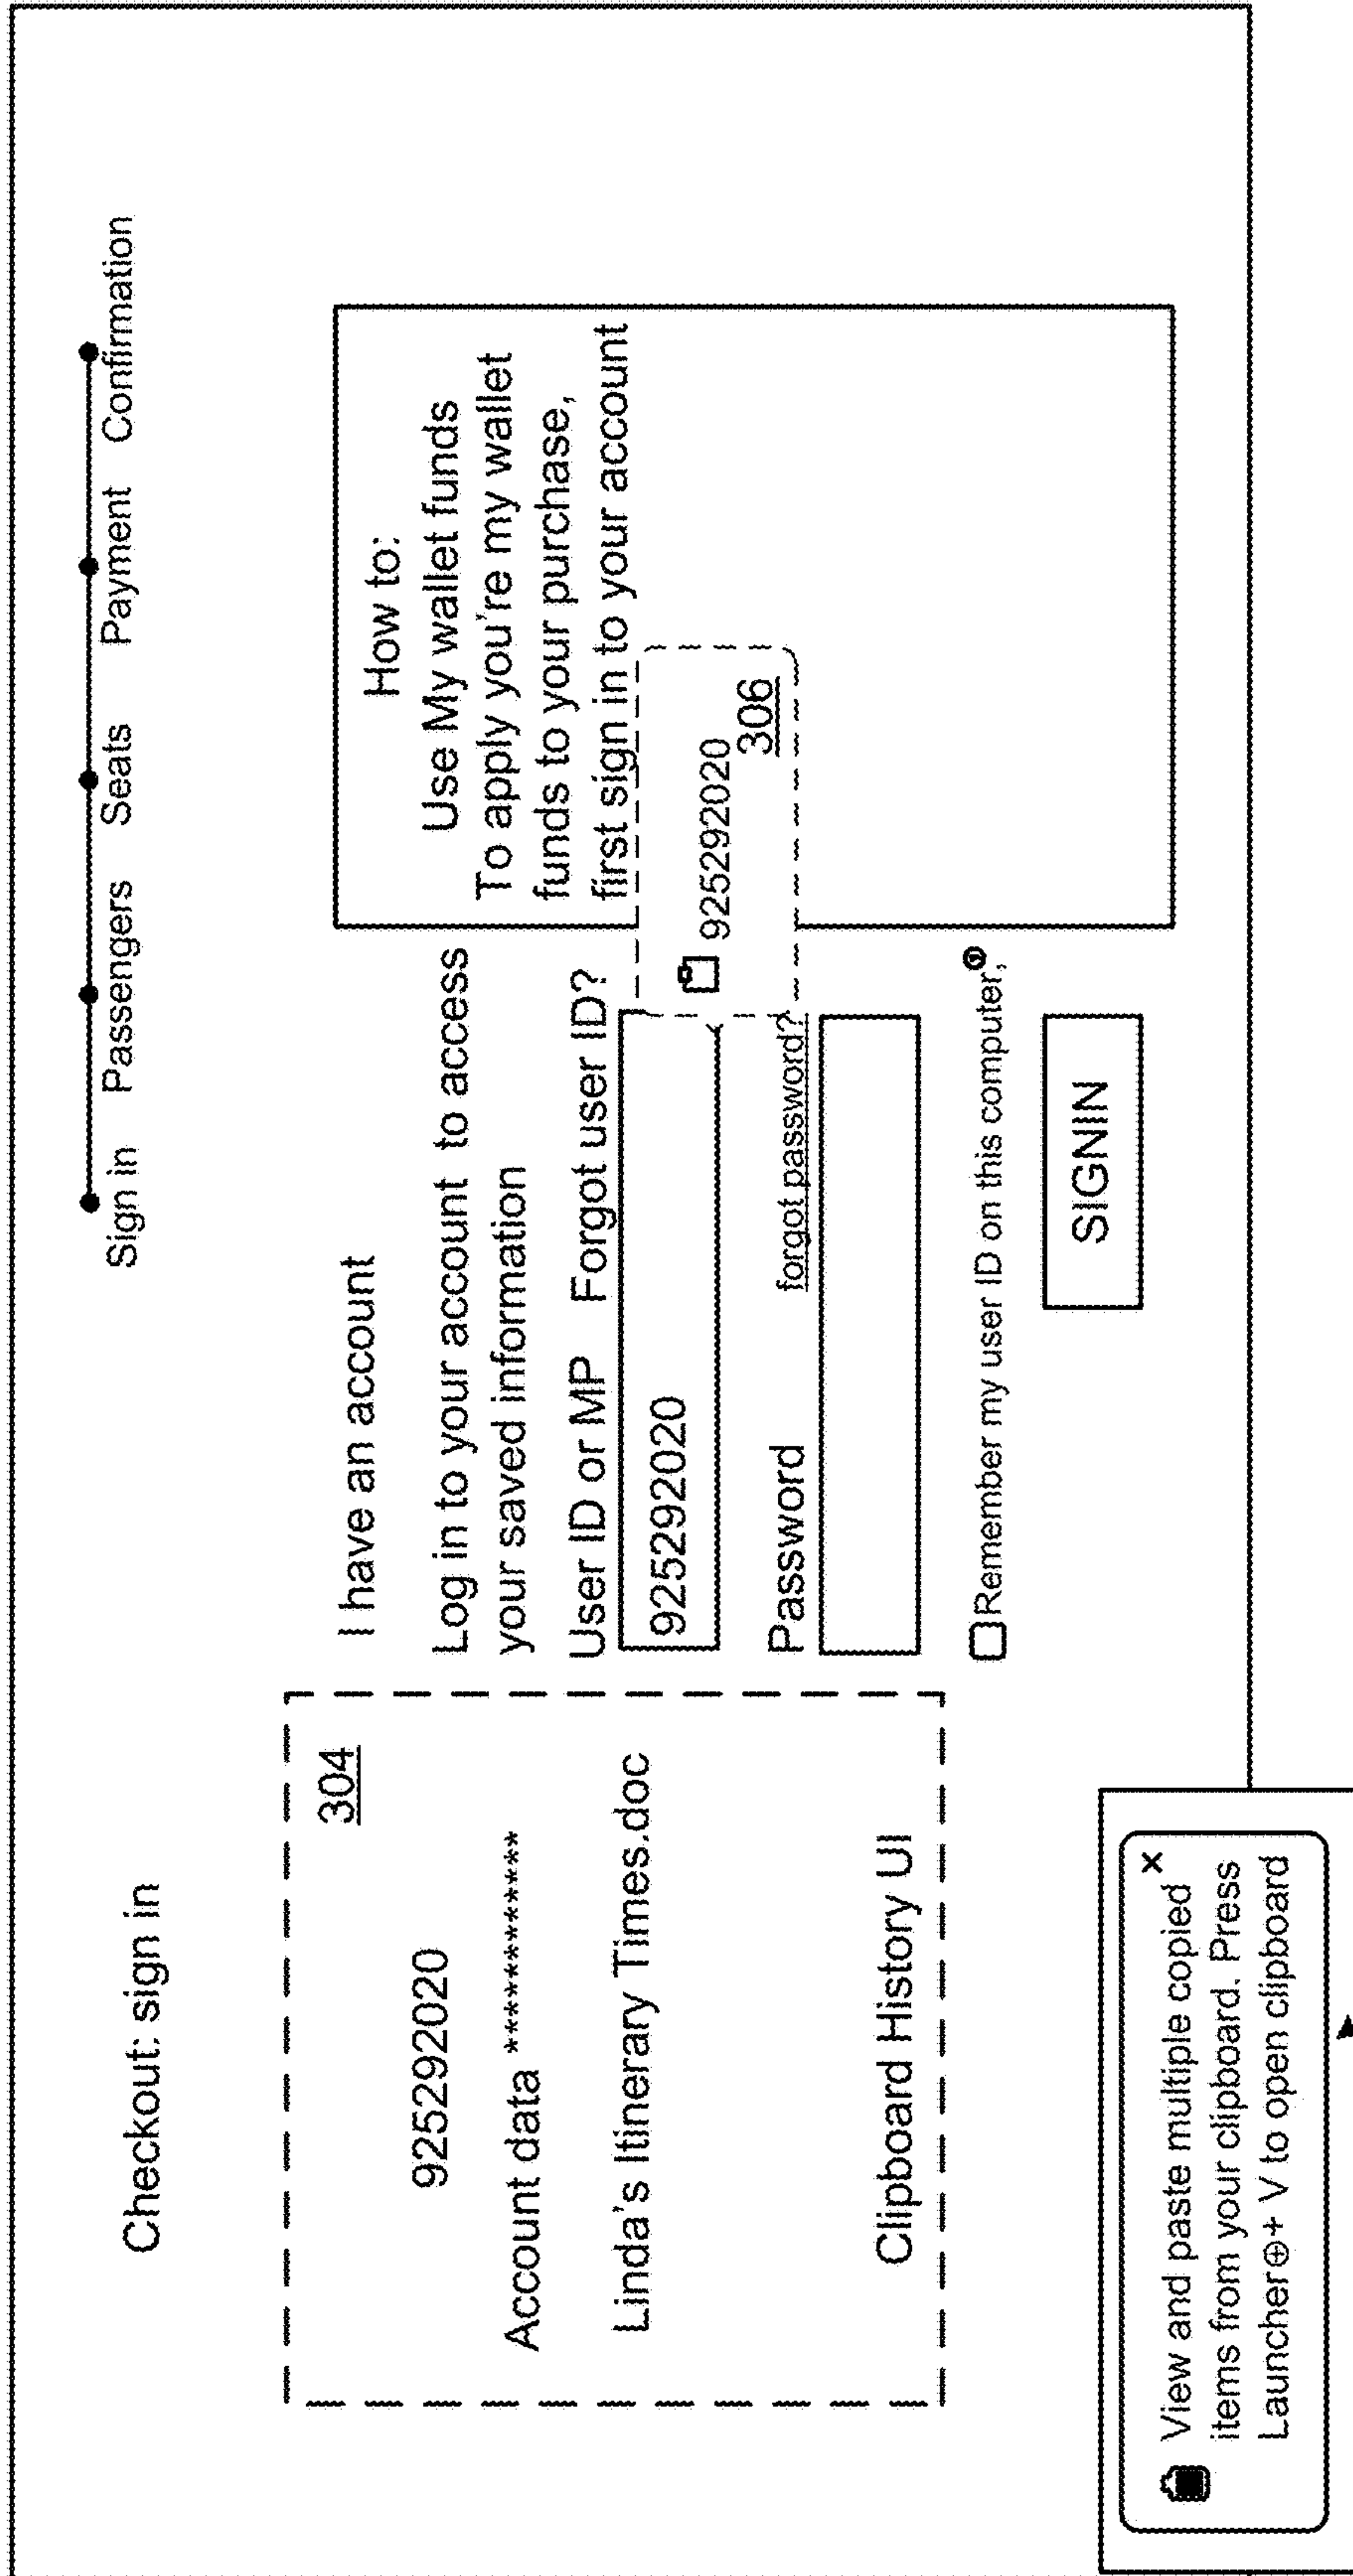 Checkout: sign in
Sign in Passengers Seats Payment Confirmation
304
925292020
Account data ************
Linda's Itinerary Times.doc
Clipboard History UI
I have an account
Log in to your account to access
your saved information
User ID or MP Forgot user ID?
925292020
Password forgot password?
Remember my user ID on this computer,
SIGNIN
How to:
Use My wallet funds
To apply you're my wallet
funds to your purchase,
first sign in to your account
925292020
306
View and paste multiple copied
items from your clipboard. Press
Launcher⊕+ V to open clipboard
×